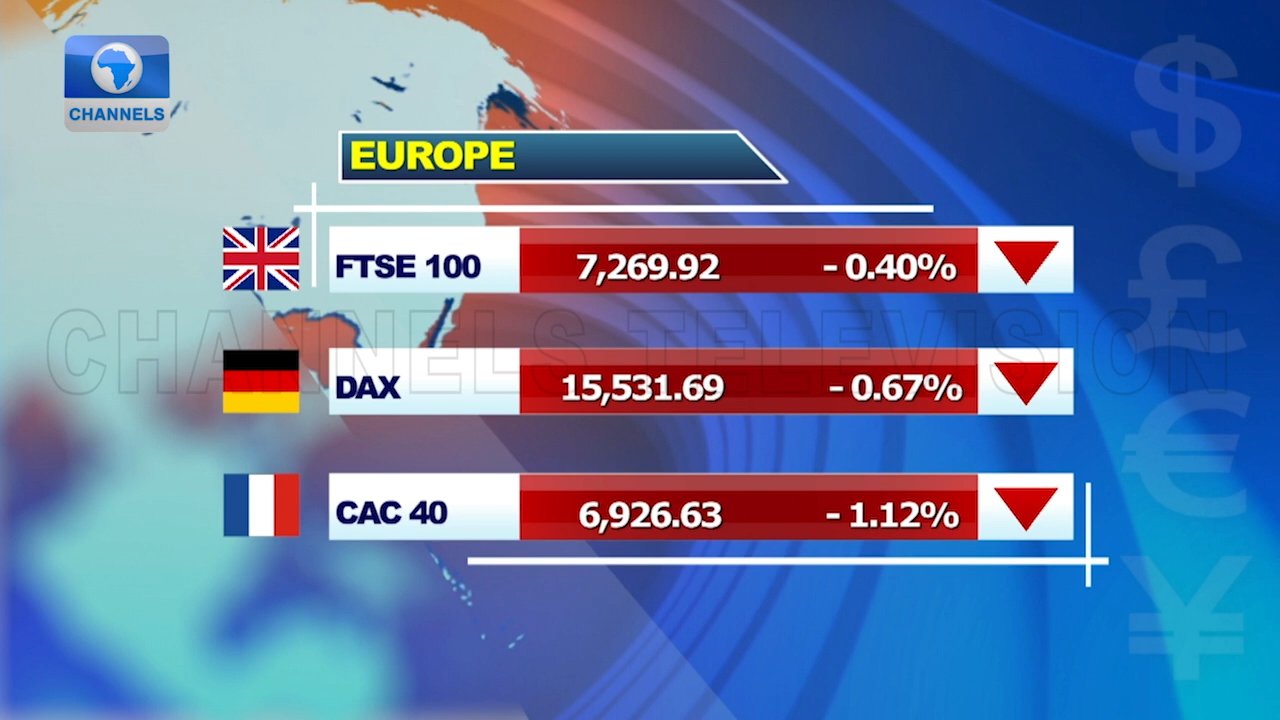 CHANNELS
EUROPE
FTSE 100 7,269.92 - 0.40%
CHANNELS TELEVISION
DAX 15,531.69 - 0.67%
CAC 40 6,926.63 - 1.12%
$
£
€
¥